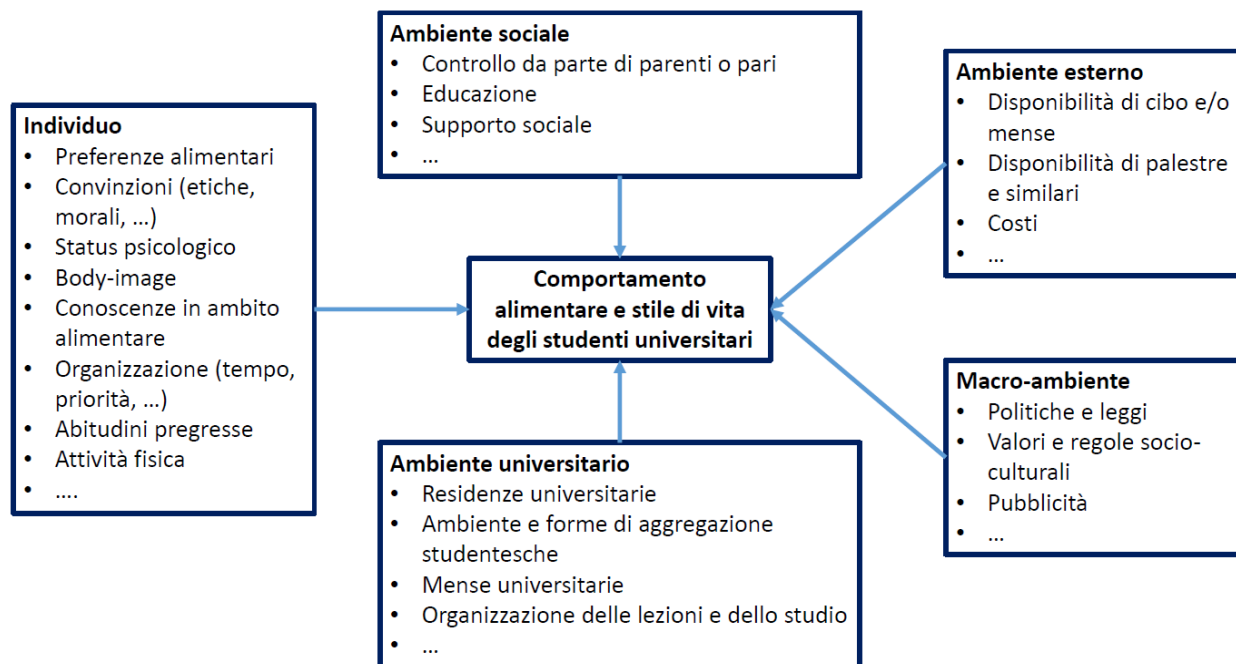 Ambiente sociale
• Controllo da parte di parenti o pari
• Educazione
• Supporto sociale
• ...
Individuo
• Preferenze alimentari
• Convinzioni (etiche,
morali, ...)
• Status psicologico
• Body-image
• Conoscenze in ambito
alimentare
• Organizzazione (tempo,
priorità, ...)
• Abitudini pregresse
• Attività fisica
• ....
Comportamento
alimentare e stile di vita
degli studenti universitari
Ambiente esterno
• Disponibilità di cibo e/o
mense
• Disponibilità di palestre
e similari
• Costi
• ...
Ambiente universitario
• Residenze universitarie
• Ambiente e forme di aggregazione
studentesche
• Mense universitarie
• Organizzazione delle lezioni e dello studio
• ...
Macro-ambiente
• Politiche e leggi
• Valori e regole socio-
culturali
• Pubblicità
• ...